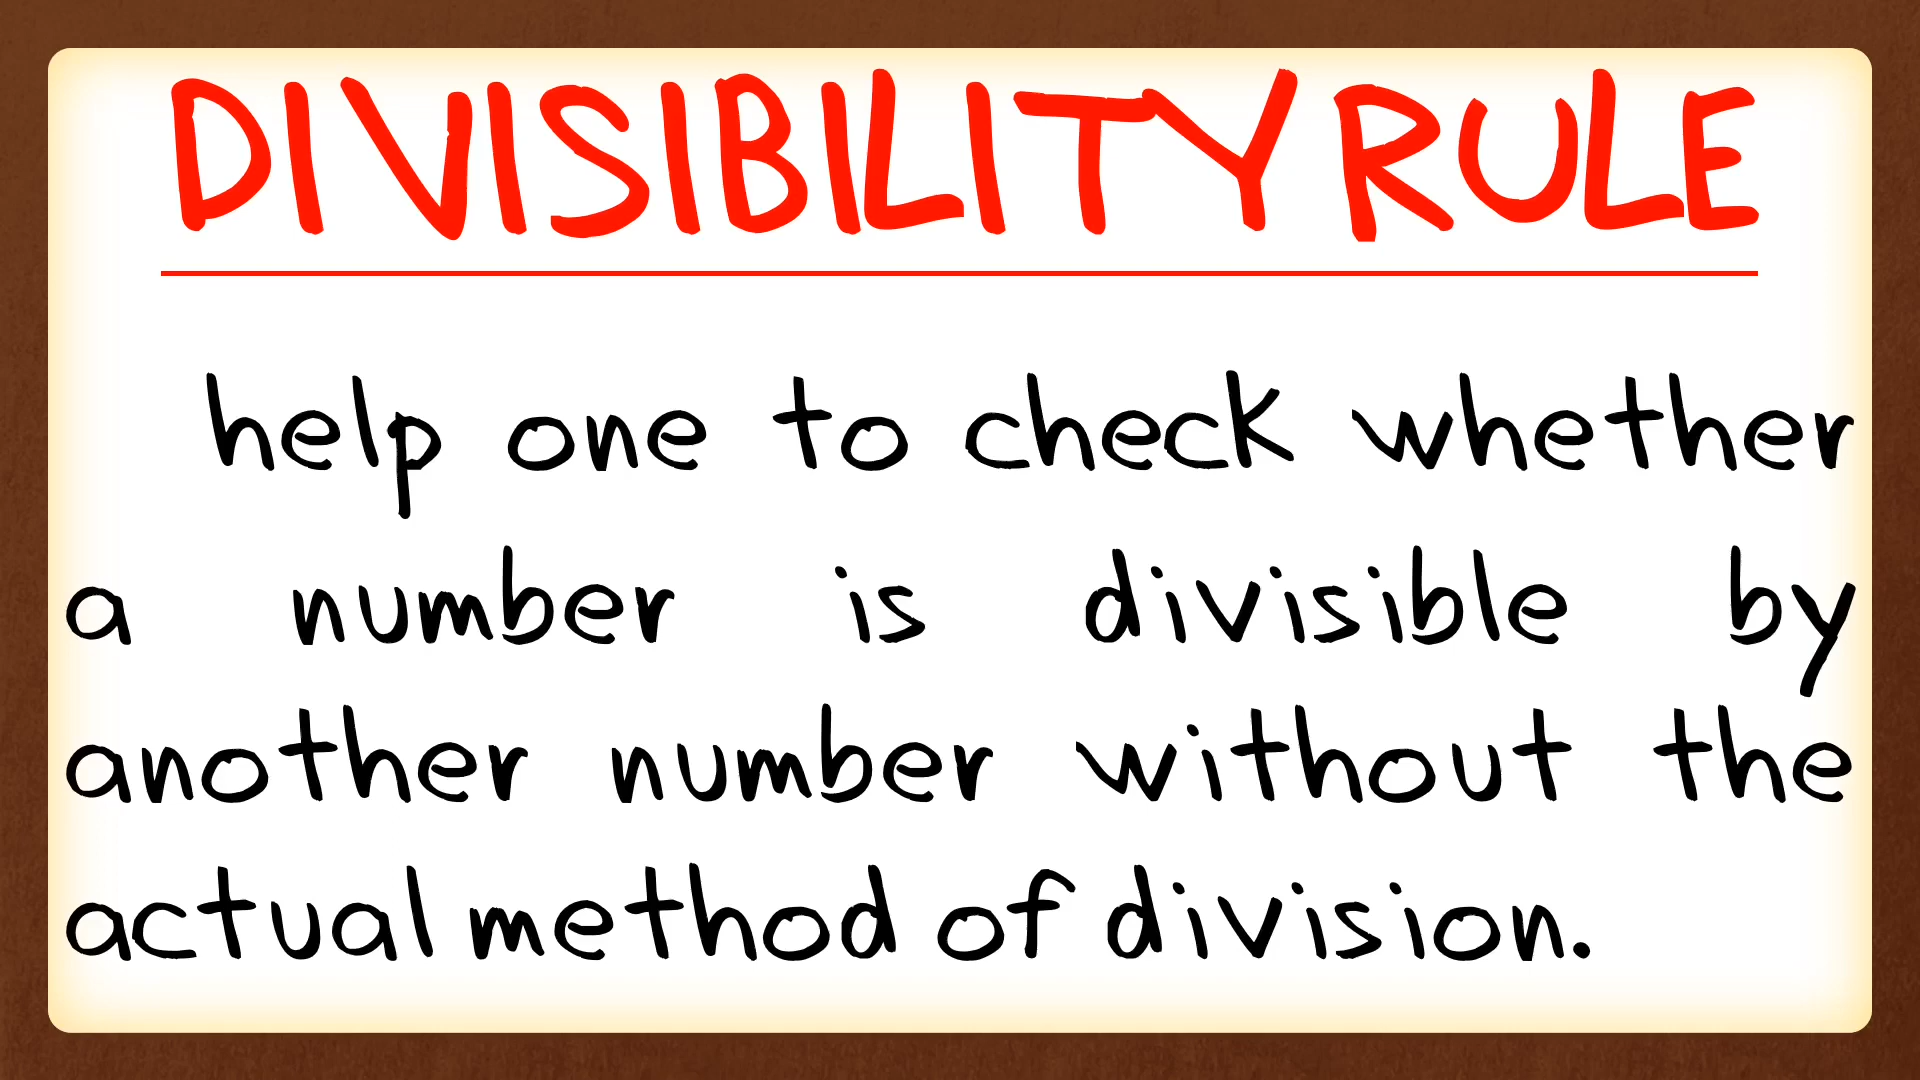 DIVISIBILITY RULE
help one to check whether
a number is divisible by
another number without the
actual method of division.